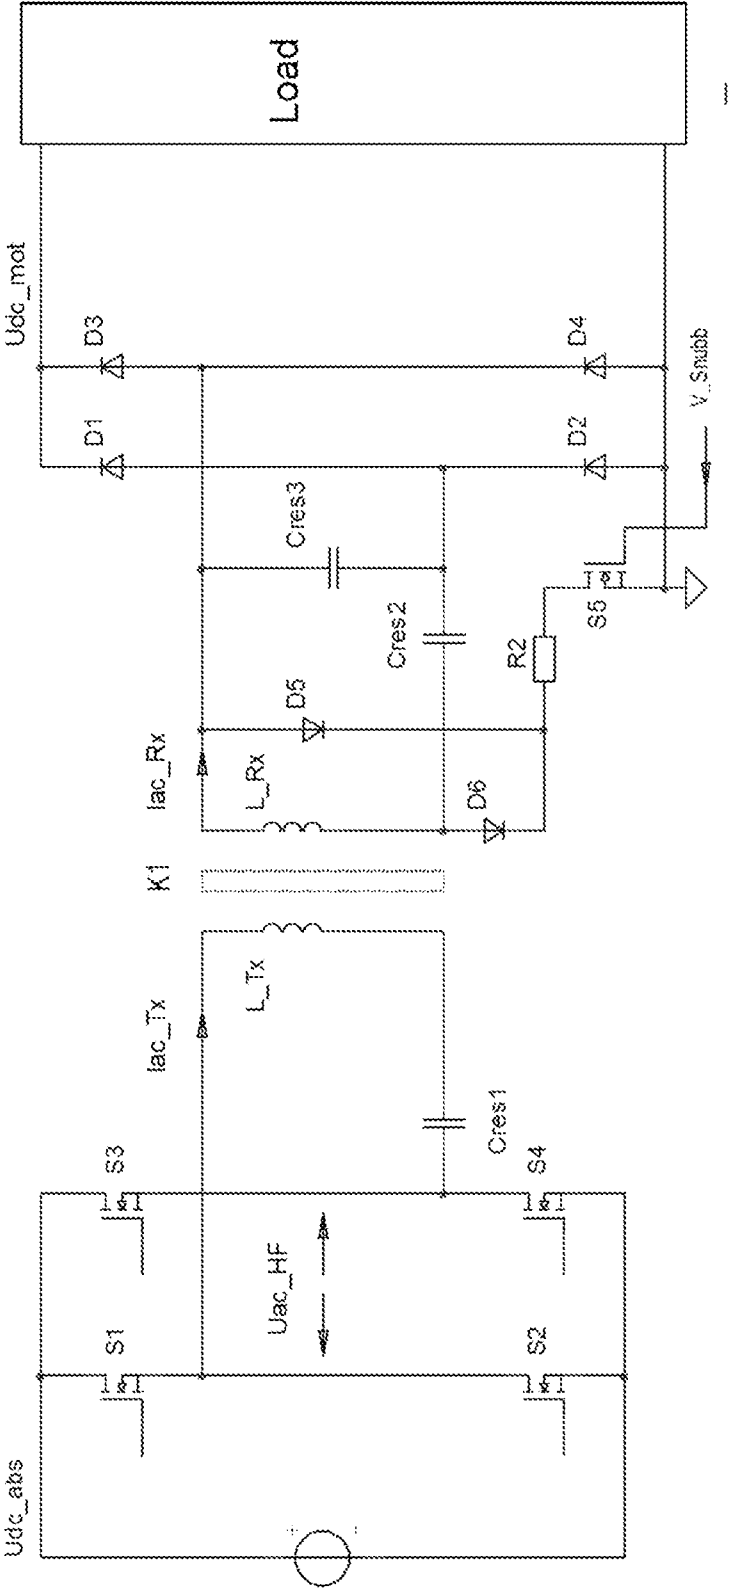 Udc_abs
S1
S3
Uac_HF
S2
S4
Iac_Tx
L_Tx
Cres1
K1
Iac_Rx
L_Rx
D5
D6
Cres2
Cres3
R2
S5
V_Snubb
D1
D3
D2
D4
Udc_mot
Load